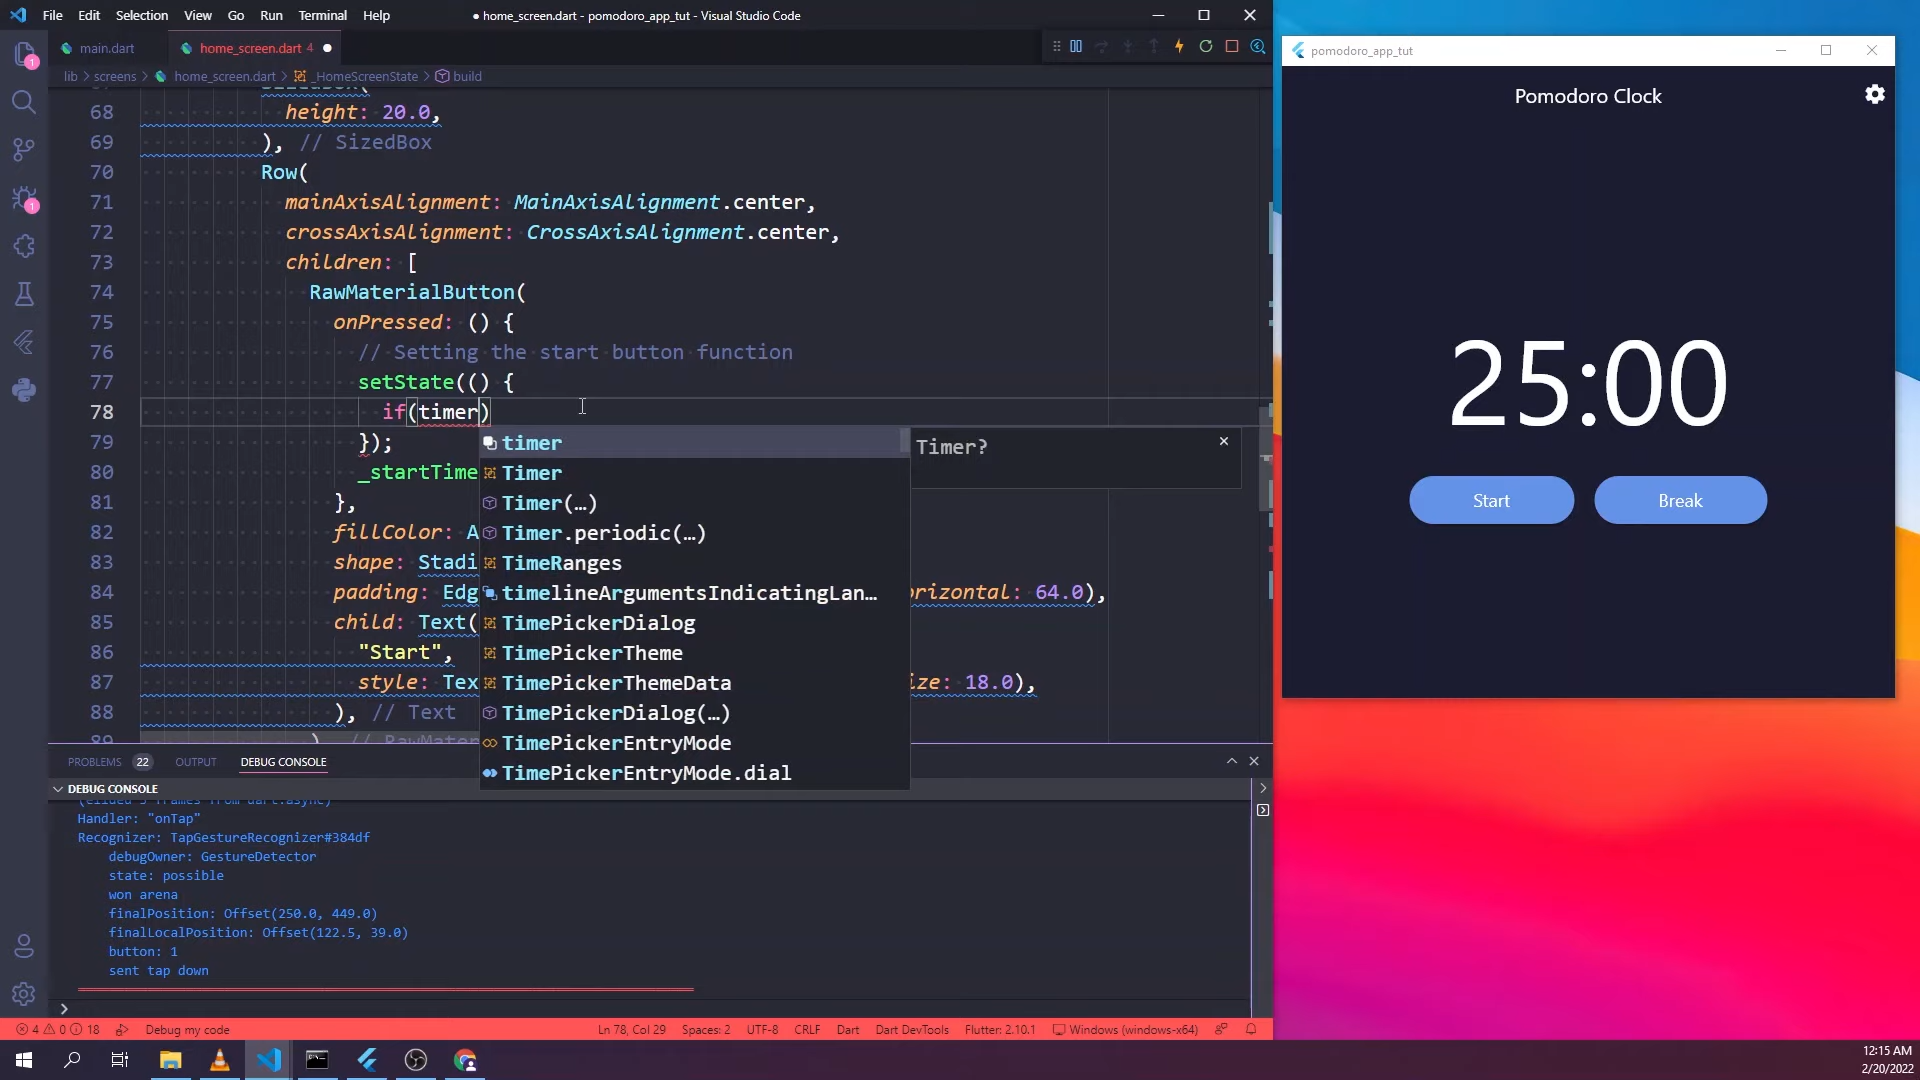 File Edit Selection View Go Run Terminal Help
● home_screen.dart - pomodoro_app_tut - Visual Studio Code
main.dart
home_screen.dart 4 ●
lib > screens > home_screen.dart > _HomeScreenState > build
68 height: 20.0,
69 ), // SizedBox
70 Row(
71 mainAxisAlignment: MainAxisAlignment.center,
72 crossAxisAlignment: CrossAxisAlignment.center,
73 children: [
74 RawMaterialButton(
75 onPressed: () {
76 // Setting the start button function
77 setState(() {
78 if(timer)
79 });
80 _startTime
81 },
82 fillColor: A
83 shape: Stadi
84 padding: Edg orizontal: 64.0),
85 child: Text(
86 "Start",
87 style: Tex ize: 18.0),
88 ), // Text
89
timer
Timer?
Timer
Timer(…)
Timer.periodic(…)
TimeRanges
timelineArgumentsIndicatingLan…
TimePickerDialog
TimePickerTheme
TimePickerThemeData
TimePickerDialog(…)
TimePickerEntryMode
TimePickerEntryMode.dial
PROBLEMS 22 OUTPUT DEBUG CONSOLE
DEBUG CONSOLE
Handler: "onTap"
Recognizer: TapGestureRecognizer#384df
debugOwner: GestureDetector
state: possible
won arena
finalPosition: Offset(250.0, 449.0)
finalLocalPosition: Offset(122.5, 39.0)
button: 1
sent tap down
4 0 18 Debug my code
Ln 78, Col 29 Spaces: 2 UTF-8 CRLF Dart Dart DevTools Flutter: 2.10.1 Windows (windows-x64)
pomodoro_app_tut
Pomodoro Clock
25:00
Start Break
12:15 AM
2/20/2022